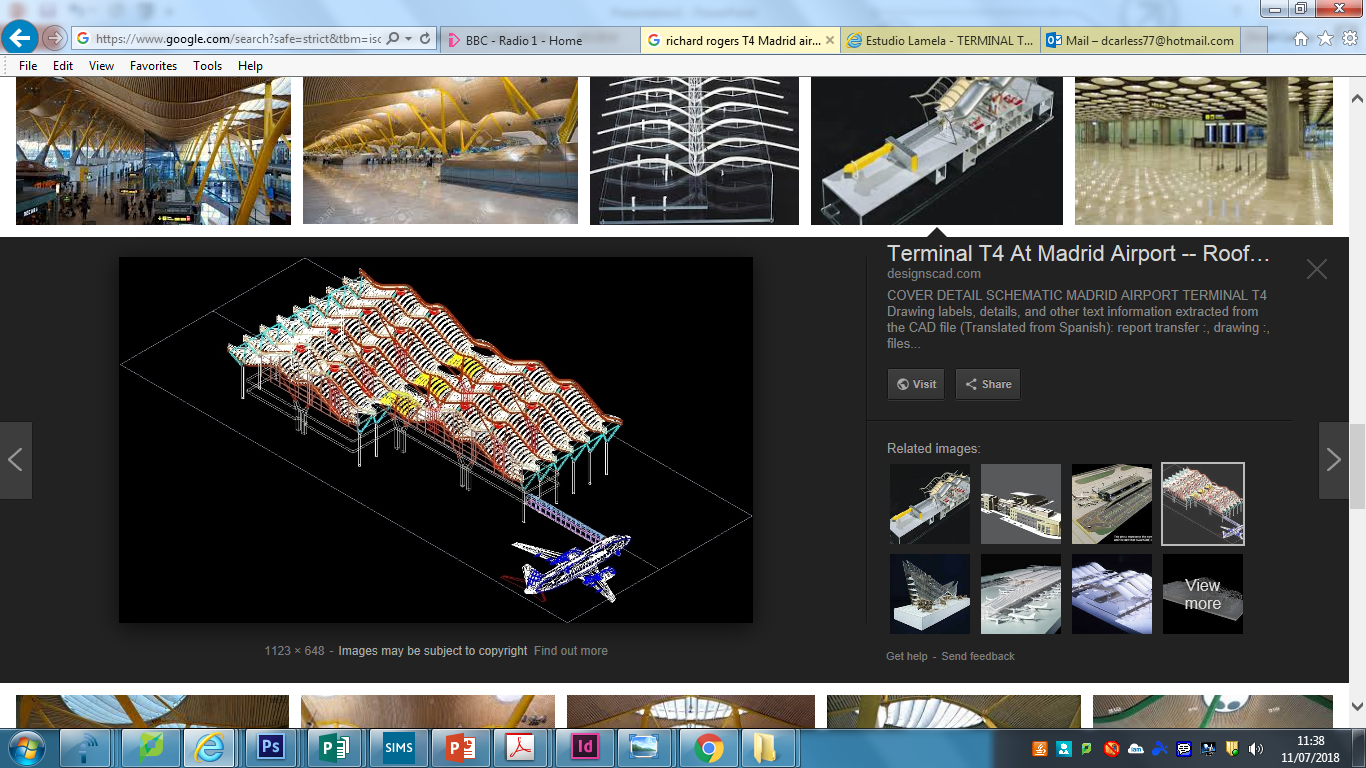 https://www.google.com/search?safe=strict&tbm=isc
BBC - Radio 1 - Home
richard rogers T4 Madrid air...
Estudio Lamela - TERMINAL T...
Mail – dcarless77@hotmail.com
File Edit View Favorites Tools Help
Terminal T4 At Madrid Airport -- Roof…
designscad.com
COVER DETAIL SCHEMATIC MADRID AIRPORT TERMINAL T4
Drawing labels, details, and other text information extracted from
the CAD file (Translated from Spanish): report transfer :, drawing :,
files...
Visit
Share
Related images:
View
more
1123 × 648 - Images may be subject to copyright Find out more
Get help - Send feedback
Ps
P
SIMS
P
Id
11:38
11/07/2018